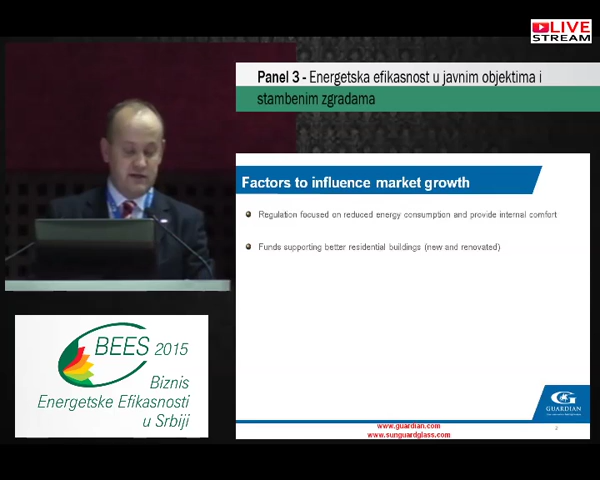 LIVE
STREAM
Panel 3 - Energetska efikasnost u javnim objektima i
stambenim zgradama
Factors to influence market growth
Regulation focused on reduced energy consumption and provide internal comfort
Funds supporting better residential buildings (new and renovated)
BEES 2015
Biznis
Energetske Efikasnosti
u Srbiji
GUARDIAN
www.guardian.com
www.sunguardglass.com
2